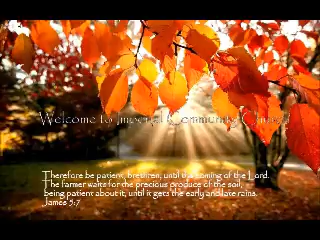 Welcome to Imperial Community Church
Therefore be patient, brethren, until the coming of the Lord.
The farmer waits for the precious produce of the soil,
being patient about it, until it gets the early and late rains.
James 5:7